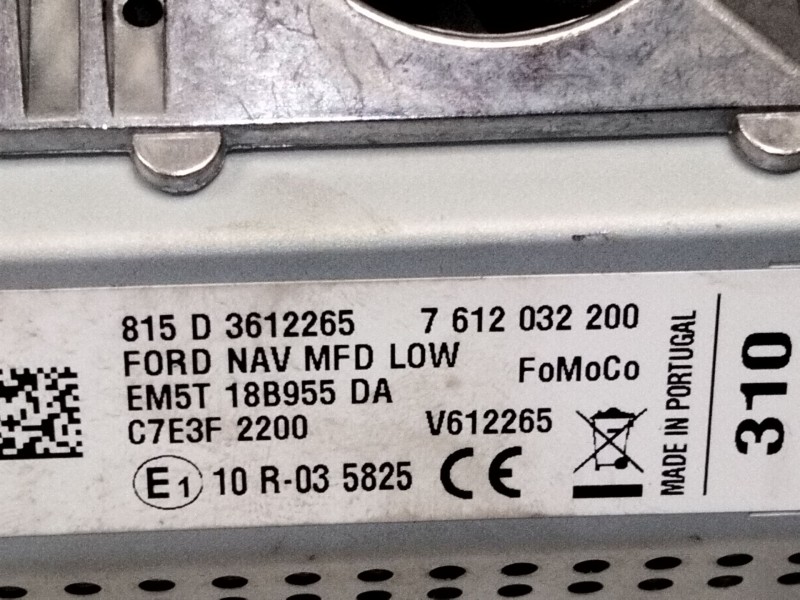 815 D 3612265 7 612 032 200
FORD NAV MFD LOW
FoMoCo
EM5T 18B955 DA
C7E3F 2200 V612265
E1 10 R-03 5825 CE
MADE IN PORTUGAL
310